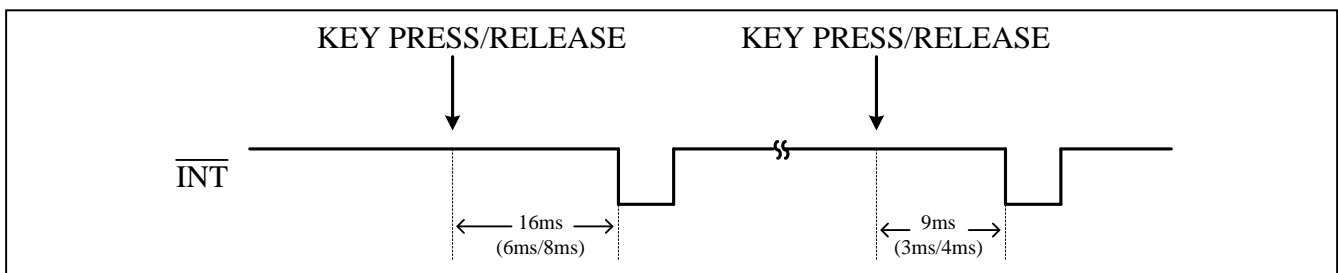 KEY PRESS/RELEASE KEY PRESS/RELEASE
INT
16ms 9ms
(6ms/8ms) (3ms/4ms)